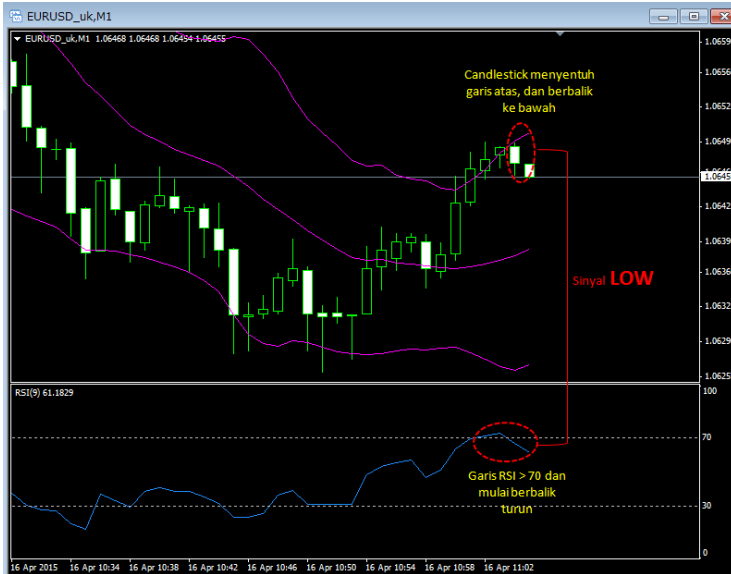 EURUSD_uk,M1
EURUSD_uk,M1 1.06468 1.06468 1.06454 1.06455
Candlestick menyentuh
garis atas, dan berbalik
ke bawah
1.0659
1.0656
1.0652
1.0649
1.0645
1.0642
1.0639
1.0636
1.0632
1.0629
1.0625
Sinyal LOW
RSI(9) 61.1829
100
70
30
0
Garis RSI > 70 dan
mulai berbalik
turun
16 Apr 2015 16 Apr 10:34 16 Apr 10:38 16 Apr 10:42 16 Apr 10:46 16 Apr 10:50 16 Apr 10:54 16 Apr 10:58 16 Apr 11:02